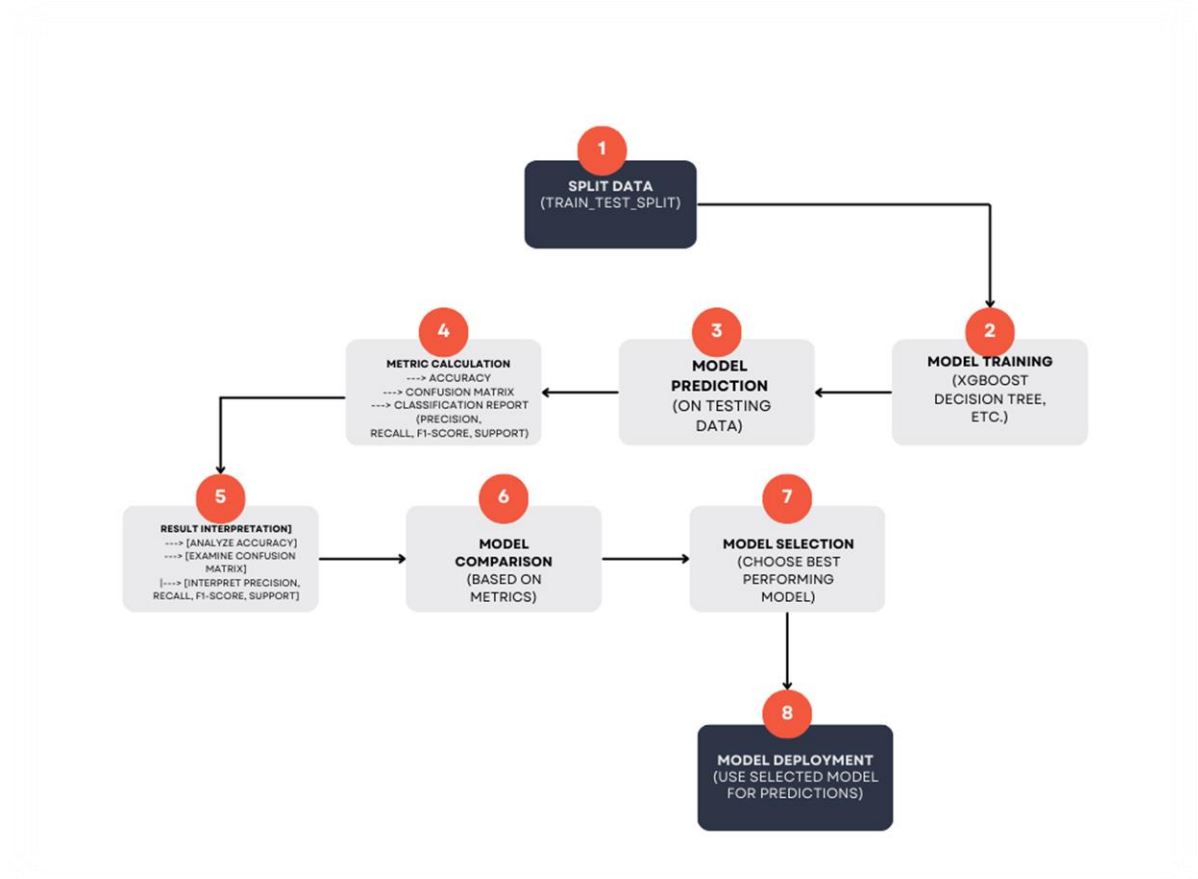 1
SPLIT DATA
(TRAIN_TEST_SPLIT)
2
MODEL TRAINING
(XGBOOST
DECISION TREE,
ETC.)
3
MODEL
PREDICTION
(ON TESTING
DATA)
4
METRIC CALCULATION
---> ACCURACY
---> CONFUSION MATRIX
---> CLASSIFICATION REPORT
(PRECISION,
RECALL, F1-SCORE, SUPPORT)
5
RESULT INTERPRETATION]
---> [ANALYZE ACCURACY]
---> [EXAMINE CONFUSION
MATRIX]
|---> [INTERPRET PRECISION,
RECALL, F1-SCORE, SUPPORT]
6
MODEL
COMPARISON
(BASED ON
METRICS)
7
MODEL SELECTION
(CHOOSE BEST
PERFORMING
MODEL)
8
MODEL DEPLOYMENT
(USE SELECTED MODEL
FOR PREDICTIONS)